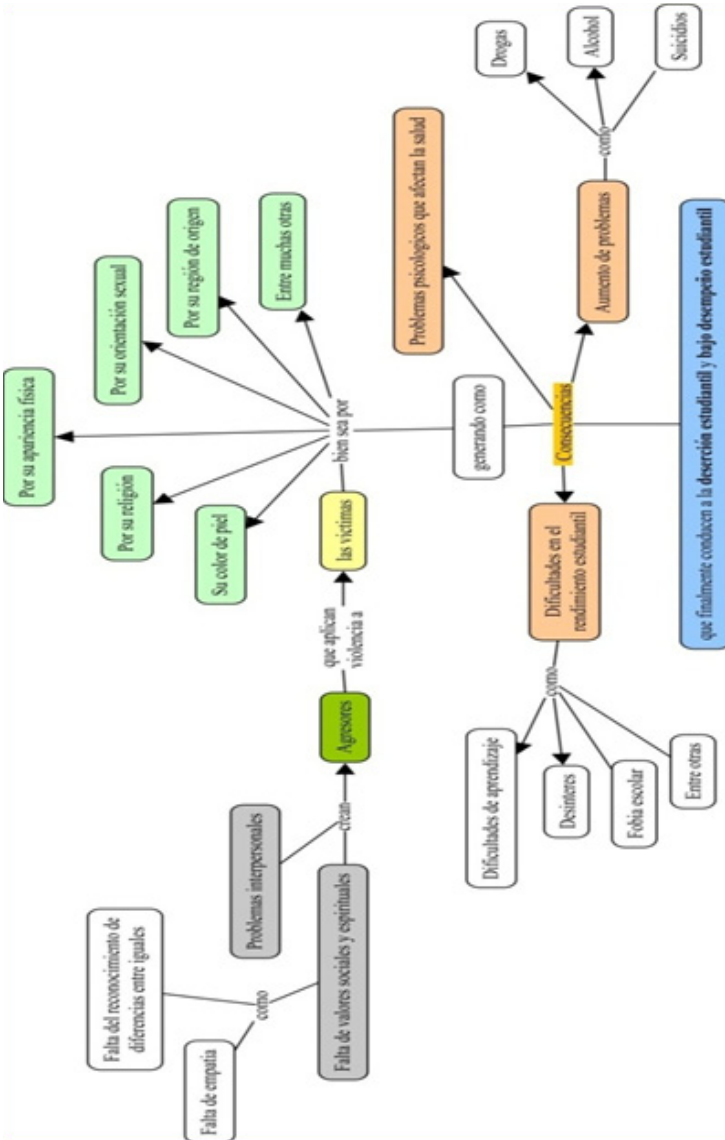 Falta del reconocimiento de
diferencias entre iguales
Falta de empatia
como
Problemas interpersonales
Falta de valores sociales y espirituales
crean
Agresores
que aplican
violencia a
las victimas
bien sea por
Su color de piel
Por su religión
Por su apariencia física
Por su orientación sexual
Por su región de origen
Entre muchas otras
generando como
Consecuencias
Dificultades en el
rendimiento estudiantil
como
Dificultades de aprendizaje
Desinteres
Fobia escolar
Entre otras
Problemas psicologicos que afectan la salud
Aumento de problemas
como
Drogas
Alcohol
Suicidios
que finalmente conducen a la deserción estudiantil y bajo desempeño estudiantil